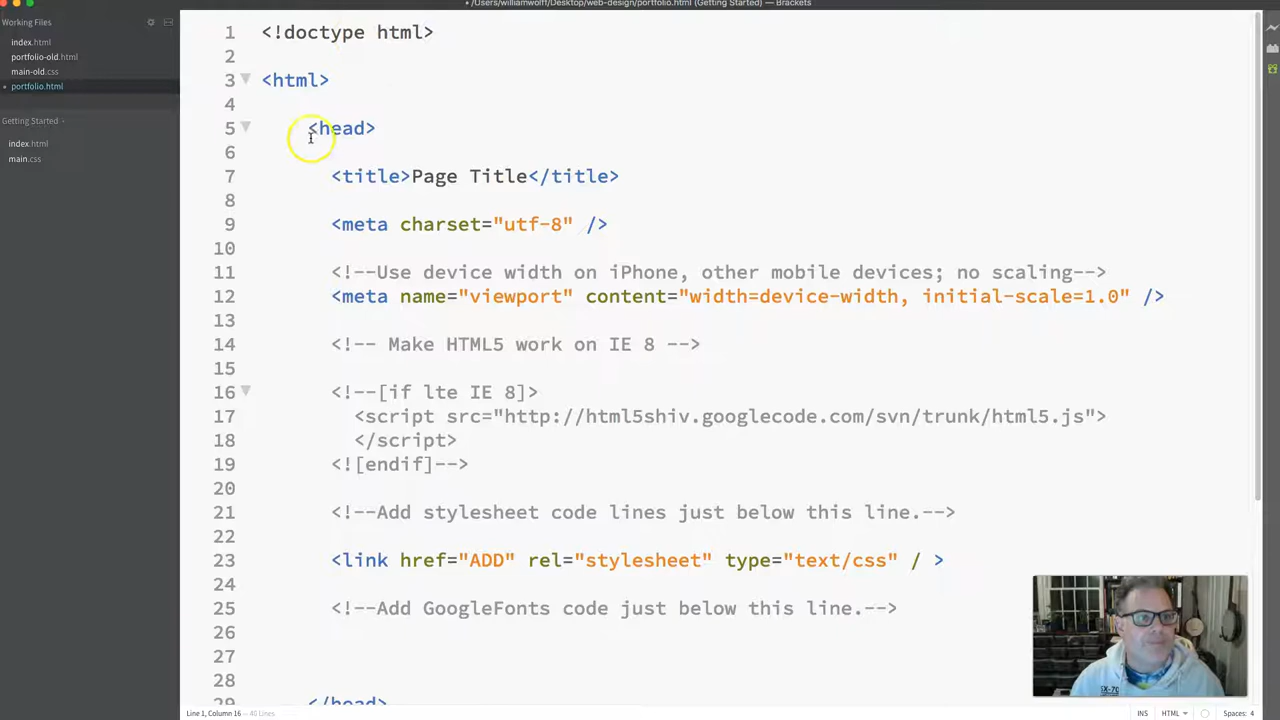 /Users/williamwolff/Desktop/web-design/portfolio.html (Getting Started) — Brackets
Working Files
index.html
portfolio-old.html
main-old.css
portfolio.html
Getting Started
index.html
main.css
1 <!doctype html>
2
3 <html>
4
5 <head>
6
7 <title>Page Title</title>
8
9 <meta charset="utf-8" />
10
11 <!--Use device width on iPhone, other mobile devices; no scaling-->
12 <meta name="viewport" content="width=device-width, initial-scale=1.0" />
13
14 <!-- Make HTML5 work on IE 8 -->
15
16 <!--[if lte IE 8]>
17 <script src="http://html5shiv.googlecode.com/svn/trunk/html5.js">
18 </script>
19 <![endif]-->
20
21 <!--Add stylesheet code lines just below this line.-->
22
23 <link href="ADD" rel="stylesheet" type="text/css" / >
24
25 <!--Add GoogleFonts code just below this line.-->
26
27
28
29 </head>
Line 1, Column 16 — 40 Lines
INS
HTML
Spaces: 4